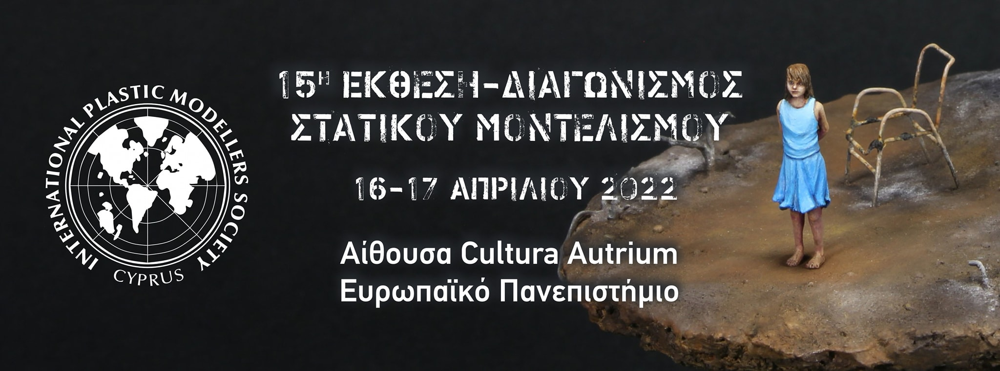 INTERNATIONAL PLASTIC MODELLERS SOCIETY
CYPRUS
15Η ΕΚΘΕΣΗ-ΔΙΑΓΩΝΙΣΜΟΣ
ΣΤΑΤΙΚΟΥ ΜΟΝΤΕΛΙΣΜΟΥ
16-17 ΑΠΡΙΛΙΟΥ 2022
Αίθουσα Cultura Autrium
Ευρωπαϊκό Πανεπιστήμιο